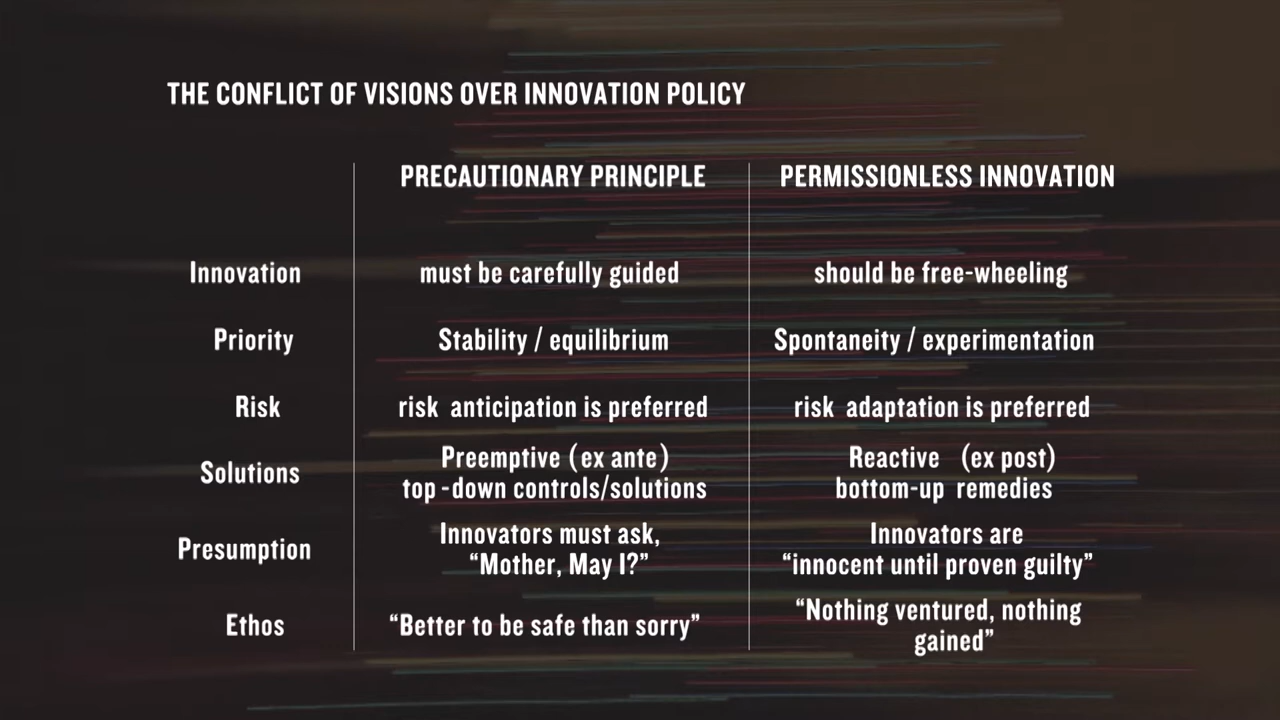 THE CONFLICT OF VISIONS OVER INNOVATION POLICY
PRECAUTIONARY PRINCIPLE
PERMISSIONLESS INNOVATION
Innovation
must be carefully guided
should be free-wheeling
Priority
Stability / equilibrium
Spontaneity / experimentation
Risk
risk anticipation is preferred
risk adaptation is preferred
Solutions
Preemptive (ex ante)
top-down controls/solutions
Reactive (ex post)
bottom-up remedies
Presumption
Innovators must ask,
“Mother, May I?”
Innovators are
“innocent until proven guilty”
Ethos
“Better to be safe than sorry”
“Nothing ventured, nothing
gained”